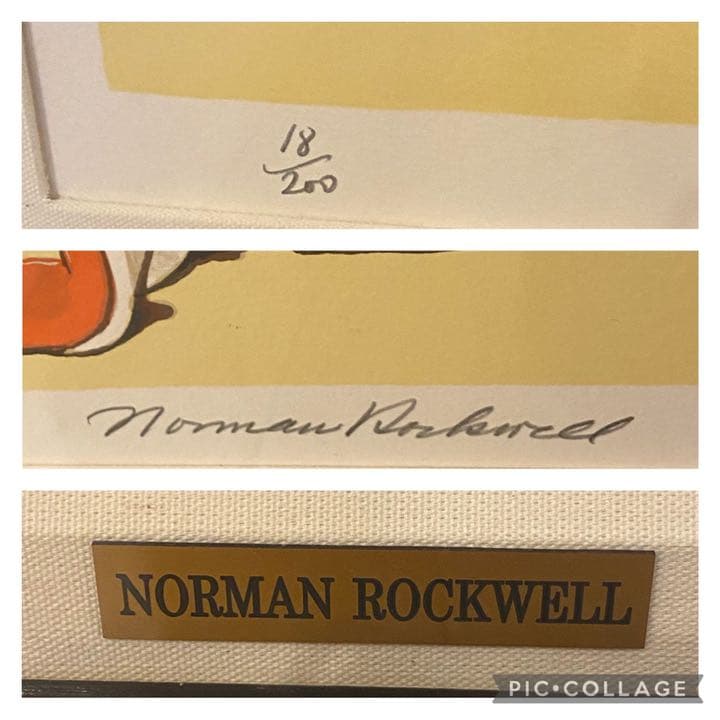 18
200
Norman Rockwell
NORMAN ROCKWELL
PIC•COLLAGE